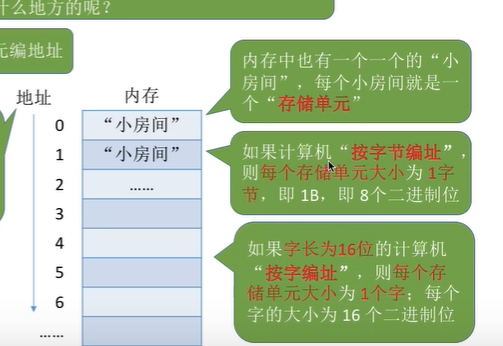 什么地方的呢？
元编地址
地址
内存
0
“小房间”
1
“小房间”
2
……
3
4
5
6
……
内存中也有一个一个的“小
房间”，每个小房间就是一
个“存储单元”
如果计算机“按字节编址”，
则每个存储单元大小为 1字
节，即 1B，即 8个二进制位
如果字长为16位的计算机
“按字编址”，则每个存
储单元大小为 1个字；每个
字的大小为 16 个二进制位